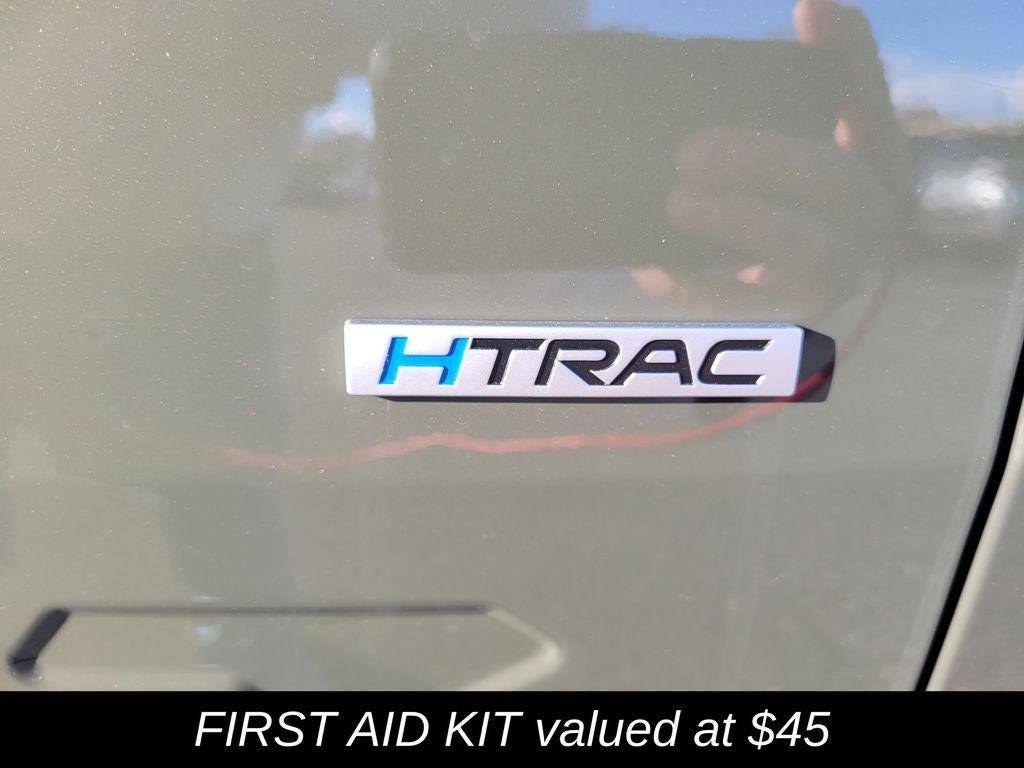 HTRAC
FIRST AID KIT valued at $45